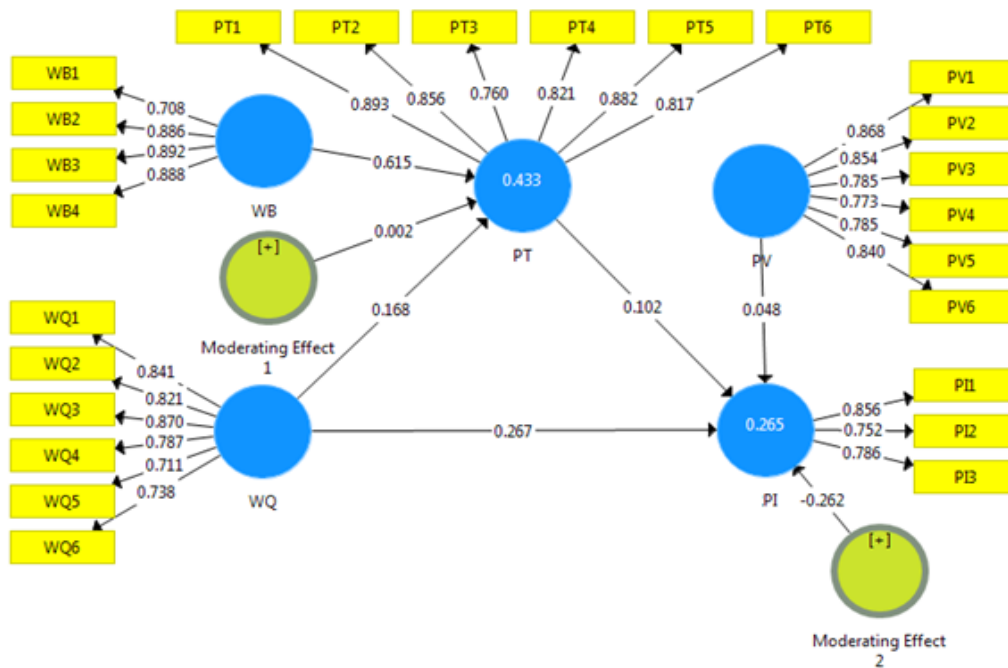 PT1 PT2 PT3 PT4 PT5 PT6
WB1
WB2
WB3
WB4
0.708
0.886
0.892
0.888
WB
0.615
0.893
0.856
0.760
0.821
0.882
0.817
0.433
PT
PV1
PV2
PV3
PV4
PV5
PV6
0.868
0.854
0.785
0.773
0.785
0.840
PV
[+]
Moderating Effect
1
0.002
0.168
0.102
0.048
WQ1
WQ2
WQ3
WQ4
WQ5
WQ6
0.841
0.821
0.870
0.787
0.711
0.738
WQ
0.267
0.265
PI
PI1
PI2
PI3
0.856
0.752
0.786
-0.262
[+]
Moderating Effect
2